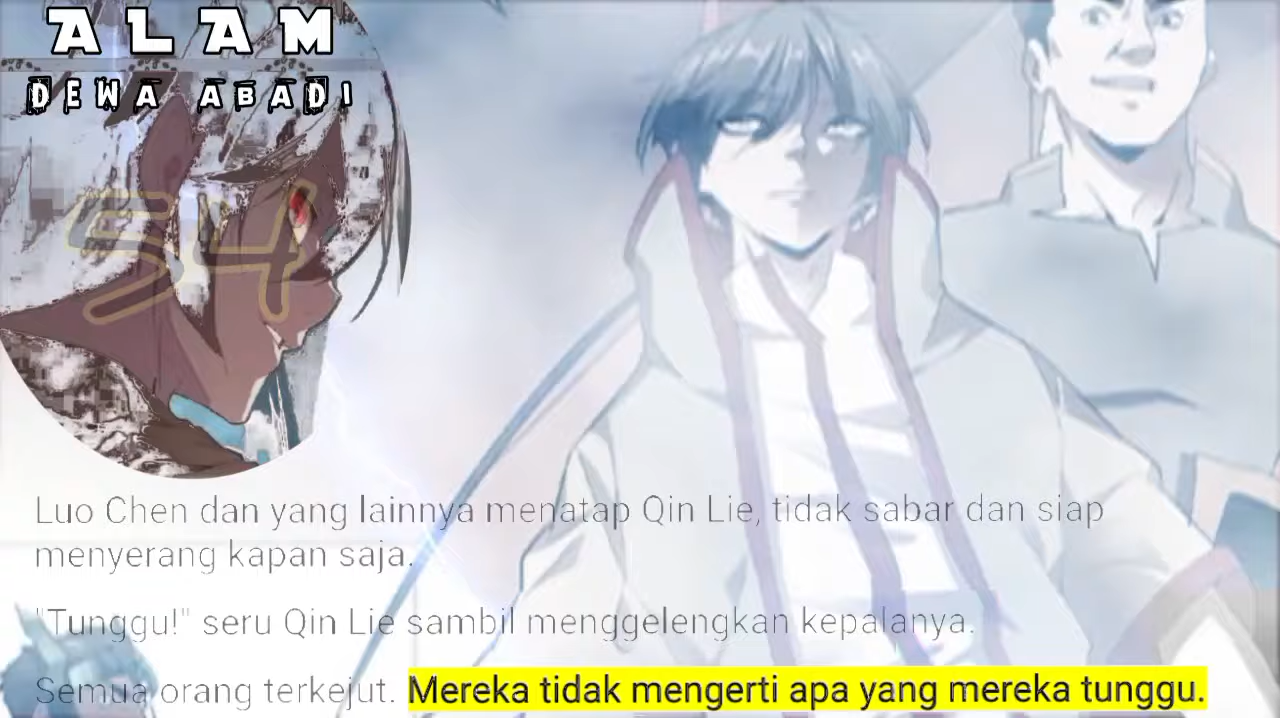 ALAM
DEWA ABADI
54
Luo Chen dan yang lainnya menatap Qin Lie, tidak sabar dan siap
menyerang kapan saja.
"Tunggu!" seru Qin Lie sambil menggelengkan kepalanya.
Semua orang terkejut. Mereka tidak mengerti apa yang mereka tunggu.